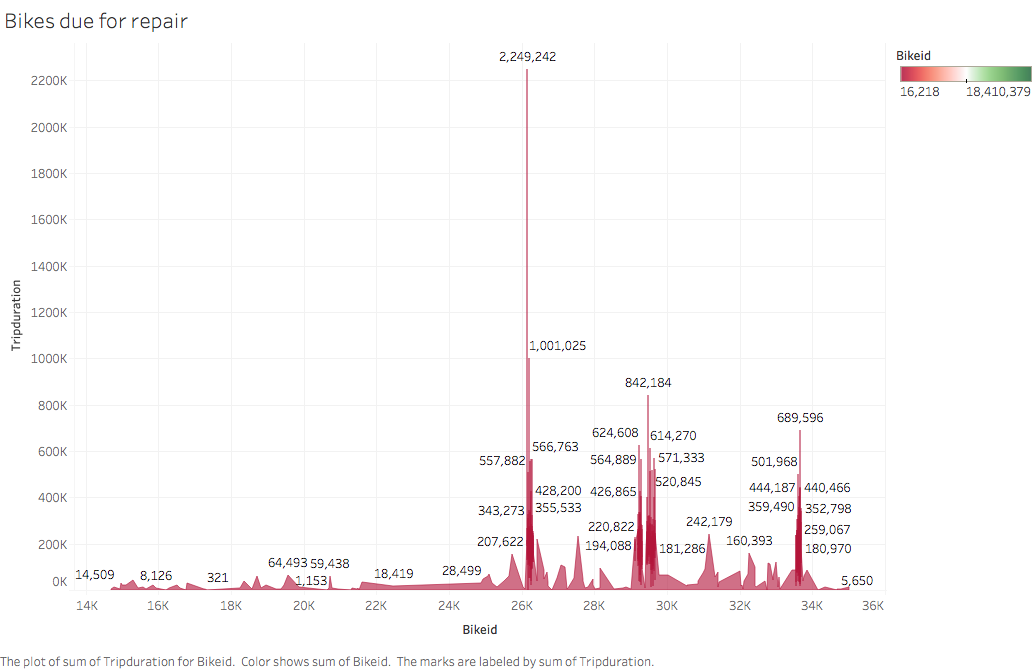 Bikes due for repair
Bikeid
16,218 18,410,379
2,249,242
2200K
2000K
1800K
1600K
1400K
1200K
1000K
800K
600K
400K
200K
0K
Tripduration
1,001,025
842,184
689,596
624,608 614,270
566,763
557,882 564,889 571,333 501,968
520,845
428,200 426,865 444,187 440,466
343,273 355,533 359,490 352,798
220,822 242,179 259,067
207,622 194,088 181,286 160,393 180,970
14,509 8,126 321 64,493 59,438 1,153 18,419 28,499 5,650
14K 16K 18K 20K 22K 24K 26K 28K 30K 32K 34K 36K
Bikeid
The plot of sum of Tripduration for Bikeid. Color shows sum of Bikeid. The marks are labeled by sum of Tripduration.